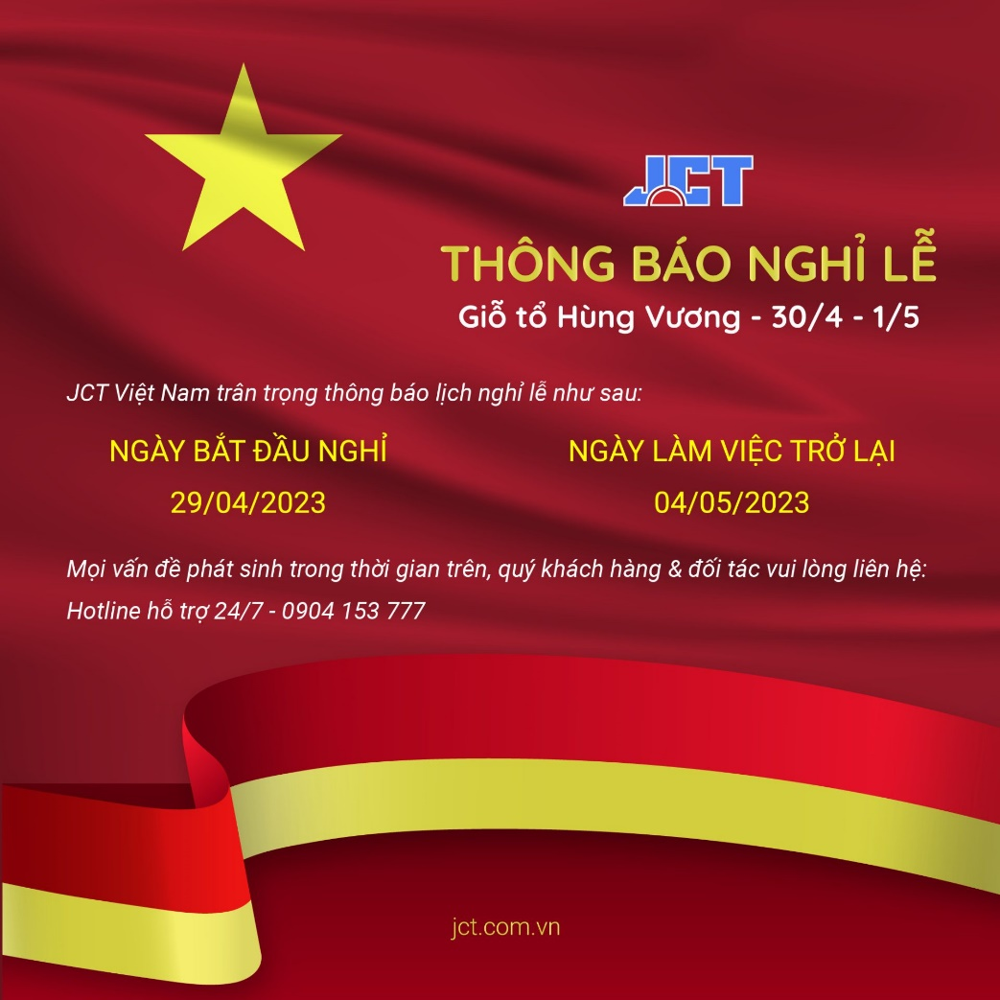 JCT
THÔNG BÁO NGHỈ LỄ
Giỗ tổ Hùng Vương - 30/4 - 1/5
JCT Việt Nam trân trọng thông báo lịch nghỉ lễ như sau:
NGÀY BẮT ĐẦU NGHỈ
29/04/2023
NGÀY LÀM VIỆC TRỞ LẠI
04/05/2023
Mọi vấn đề phát sinh trong thời gian trên, quý khách hàng & đối tác vui lòng liên hệ:
Hotline hỗ trợ 24/7 - 0904 153 777
jct.com.vn